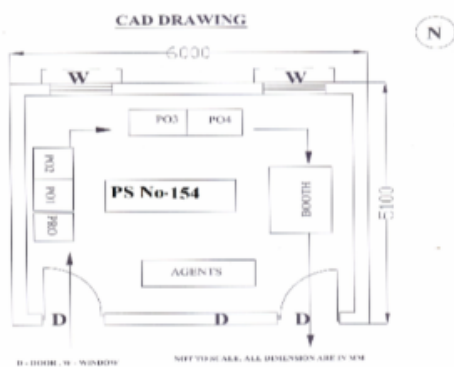 CAD DRAWING
N
6000
W W
PO3 PO4
PO2
PO1
PRO
PS No-154
BOOTH
5100
AGENTS
D D D
D - DOOR , W - WINDOW
NOT TO SCALE. ALL DIMENSION ARE IN MM